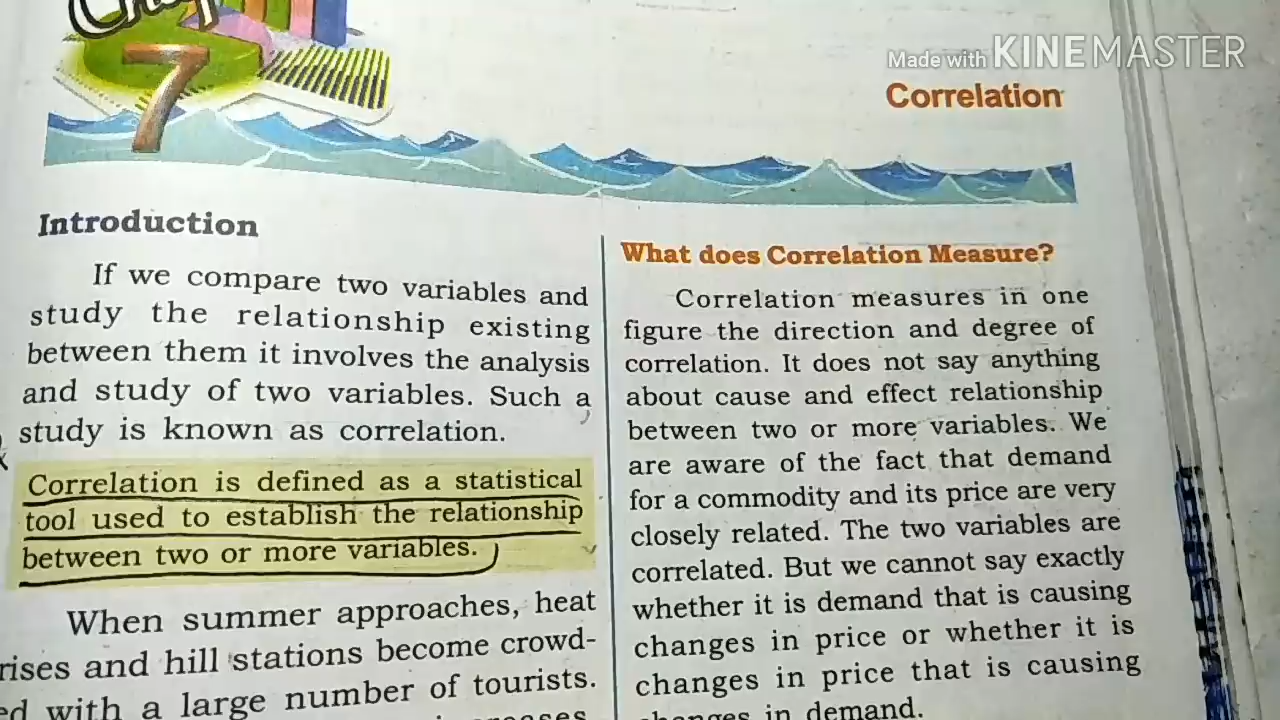 Chap
7
Made with KINEMASTER
Correlation
Introduction
If we compare two variables and
study the relationship existing
between them it involves the analysis
and study of two variables. Such a
study is known as correlation.
Correlation is defined as a statistical
tool used to establish the relationship
between two or more variables.
When summer approaches, heat
rises and hill stations become crowd-
ed with a large number of tourists.
What does Correlation Measure?
Correlation measures in one
figure the direction and degree of
correlation. It does not say anything
about cause and effect relationship
between two or more variables. We
are aware of the fact that demand
for a commodity and its price are very
closely related. The two variables are
correlated. But we cannot say exactly
whether it is demand that is causing
changes in price or whether it is
changes in price that is causing
changes in demand.